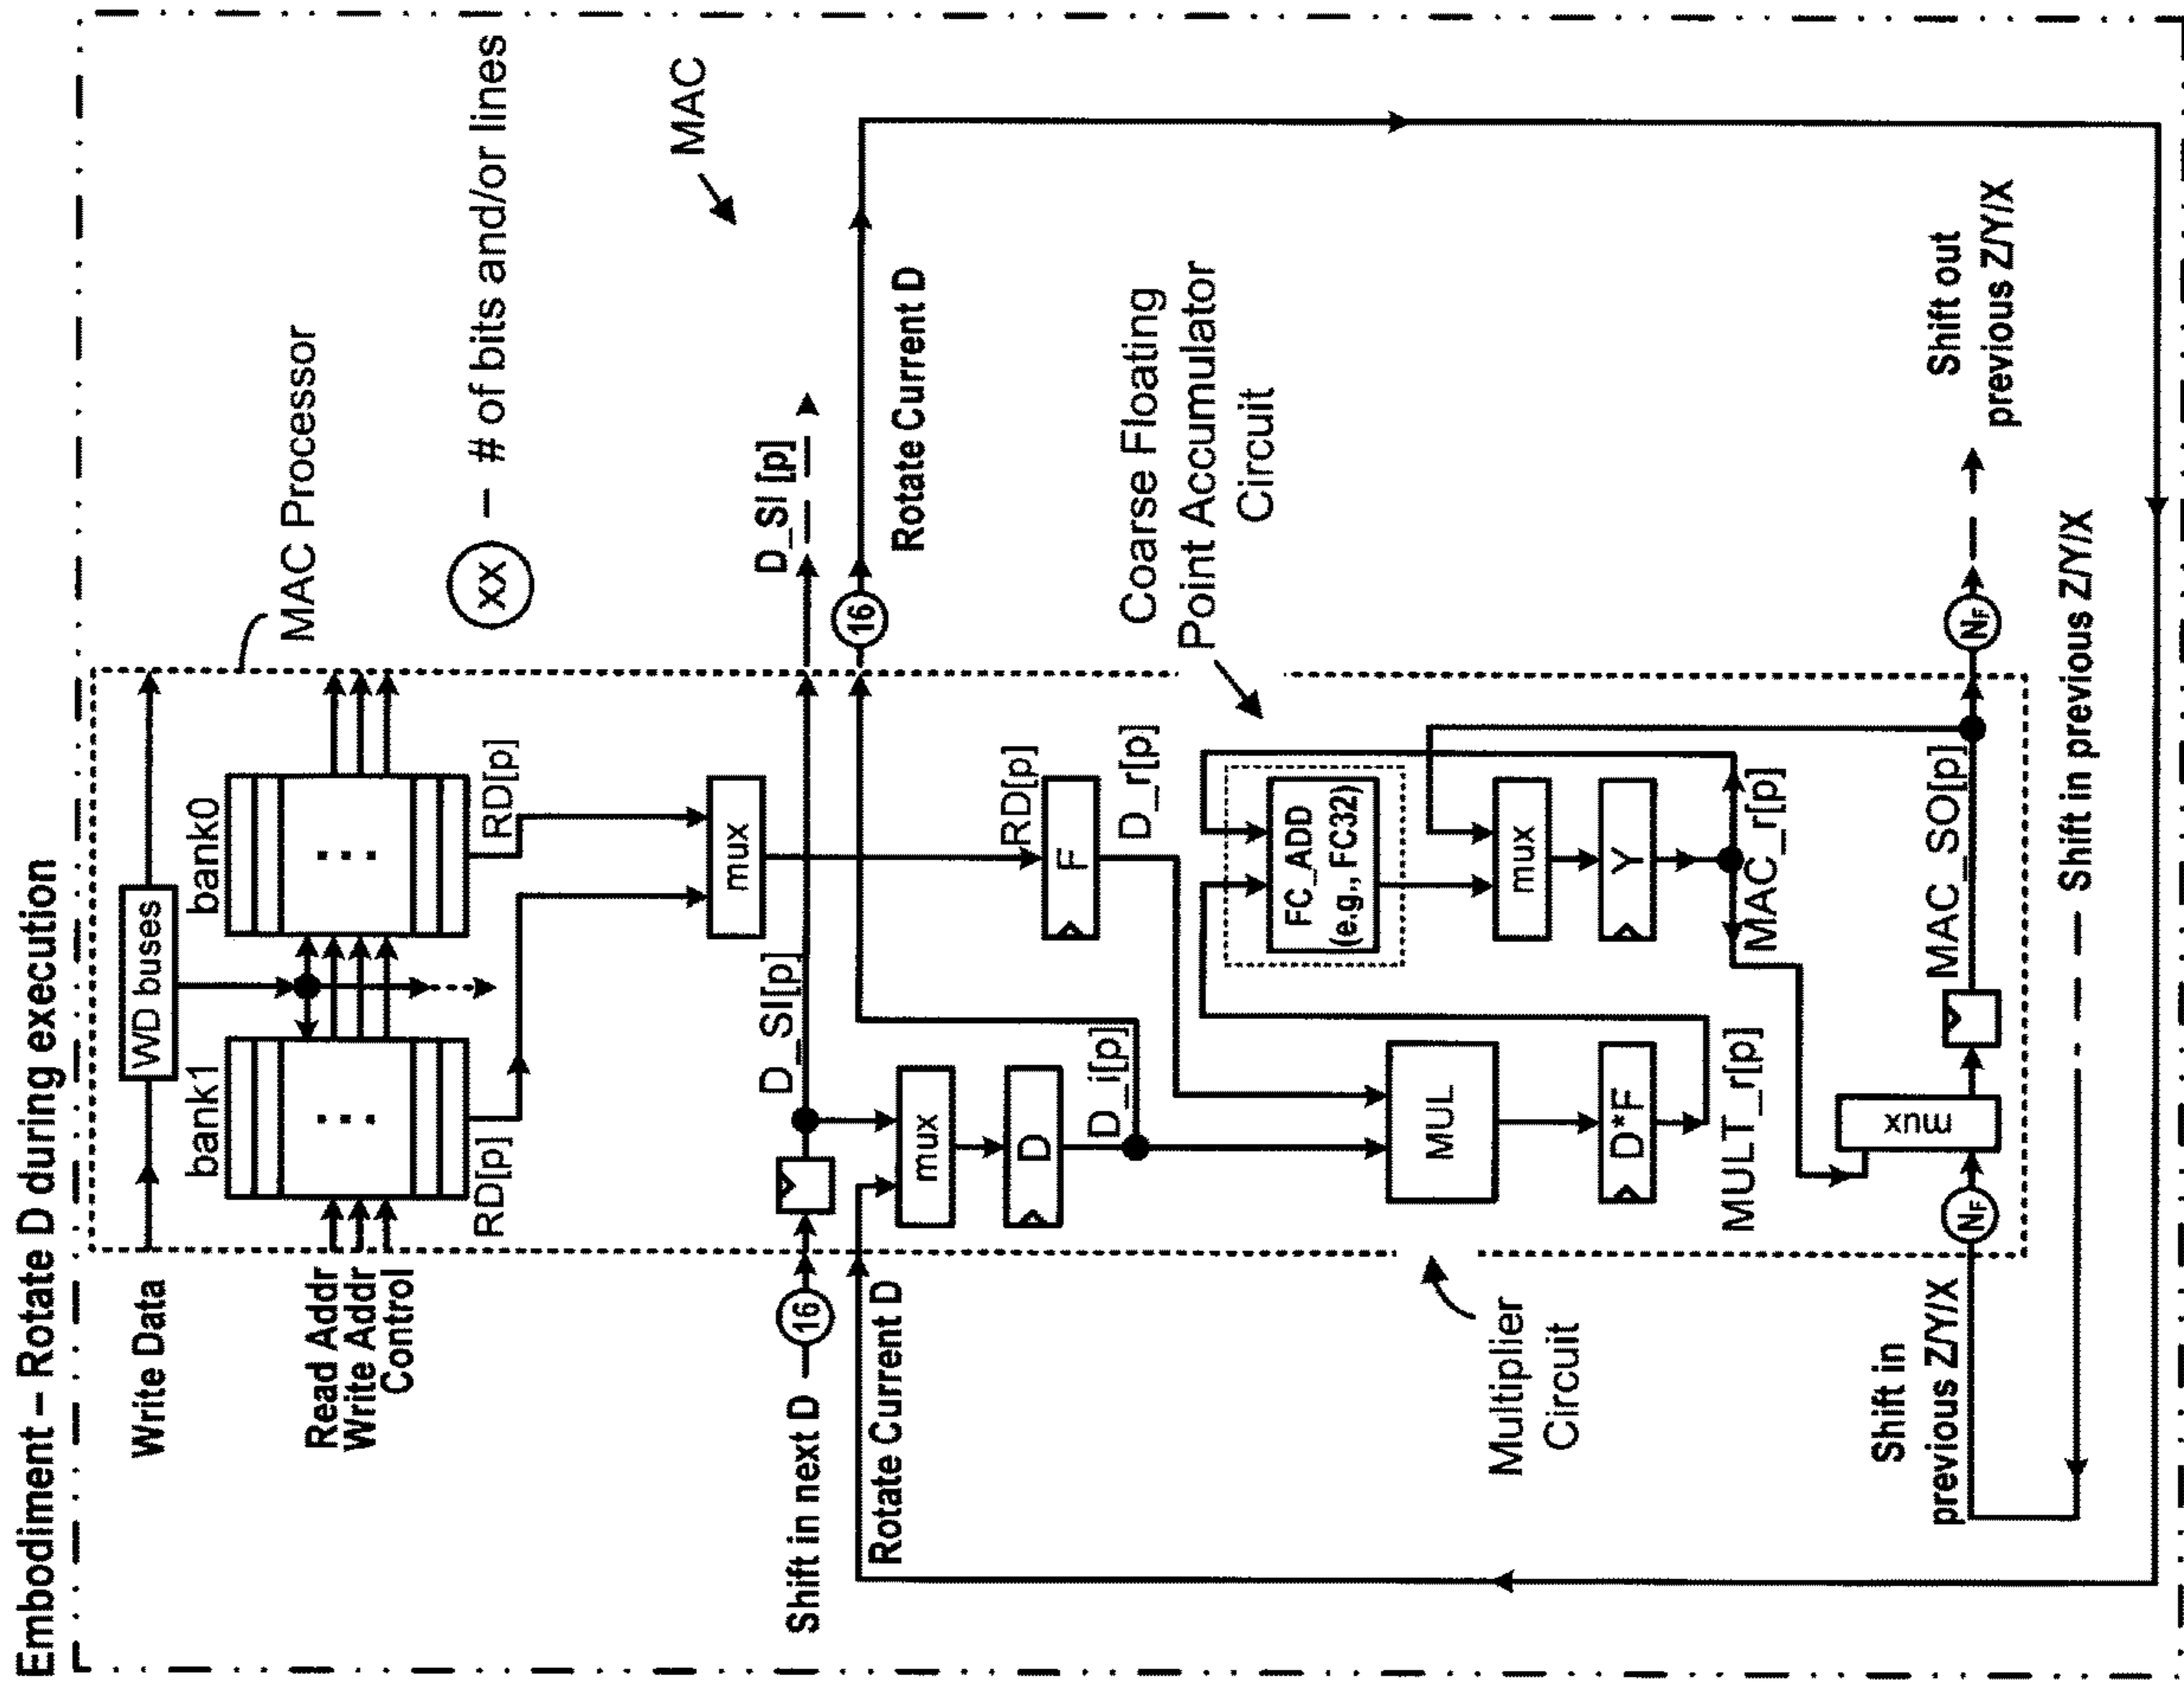 Embodiment – Rotate D during execution
Write Data
WD buses
Read Addr
Write Addr
Control
bank1
bank0
...
...
RD[p]
RD[p]
MAC Processor
xx – # of bits and/or lines
MAC
mux
Shift in next D
16
D_SI[p]
D_SI [p]
Rotate Current D
16
Rotate Current D
mux
D
D_i[p]
RD[p]
F
D_r[p]
Coarse Floating
Point Accumulator
Circuit
FC_ADD
(e.g., FC32)
MUL
Multiplier
Circuit
mux
D*F
Y
MULT_r[p]
MAC_r[p]
mux
MAC_SO[p]
Shift in
previous Z/Y/X
NF
NF
Shift out
previous Z/Y/X
Shift in previous Z/Y/X